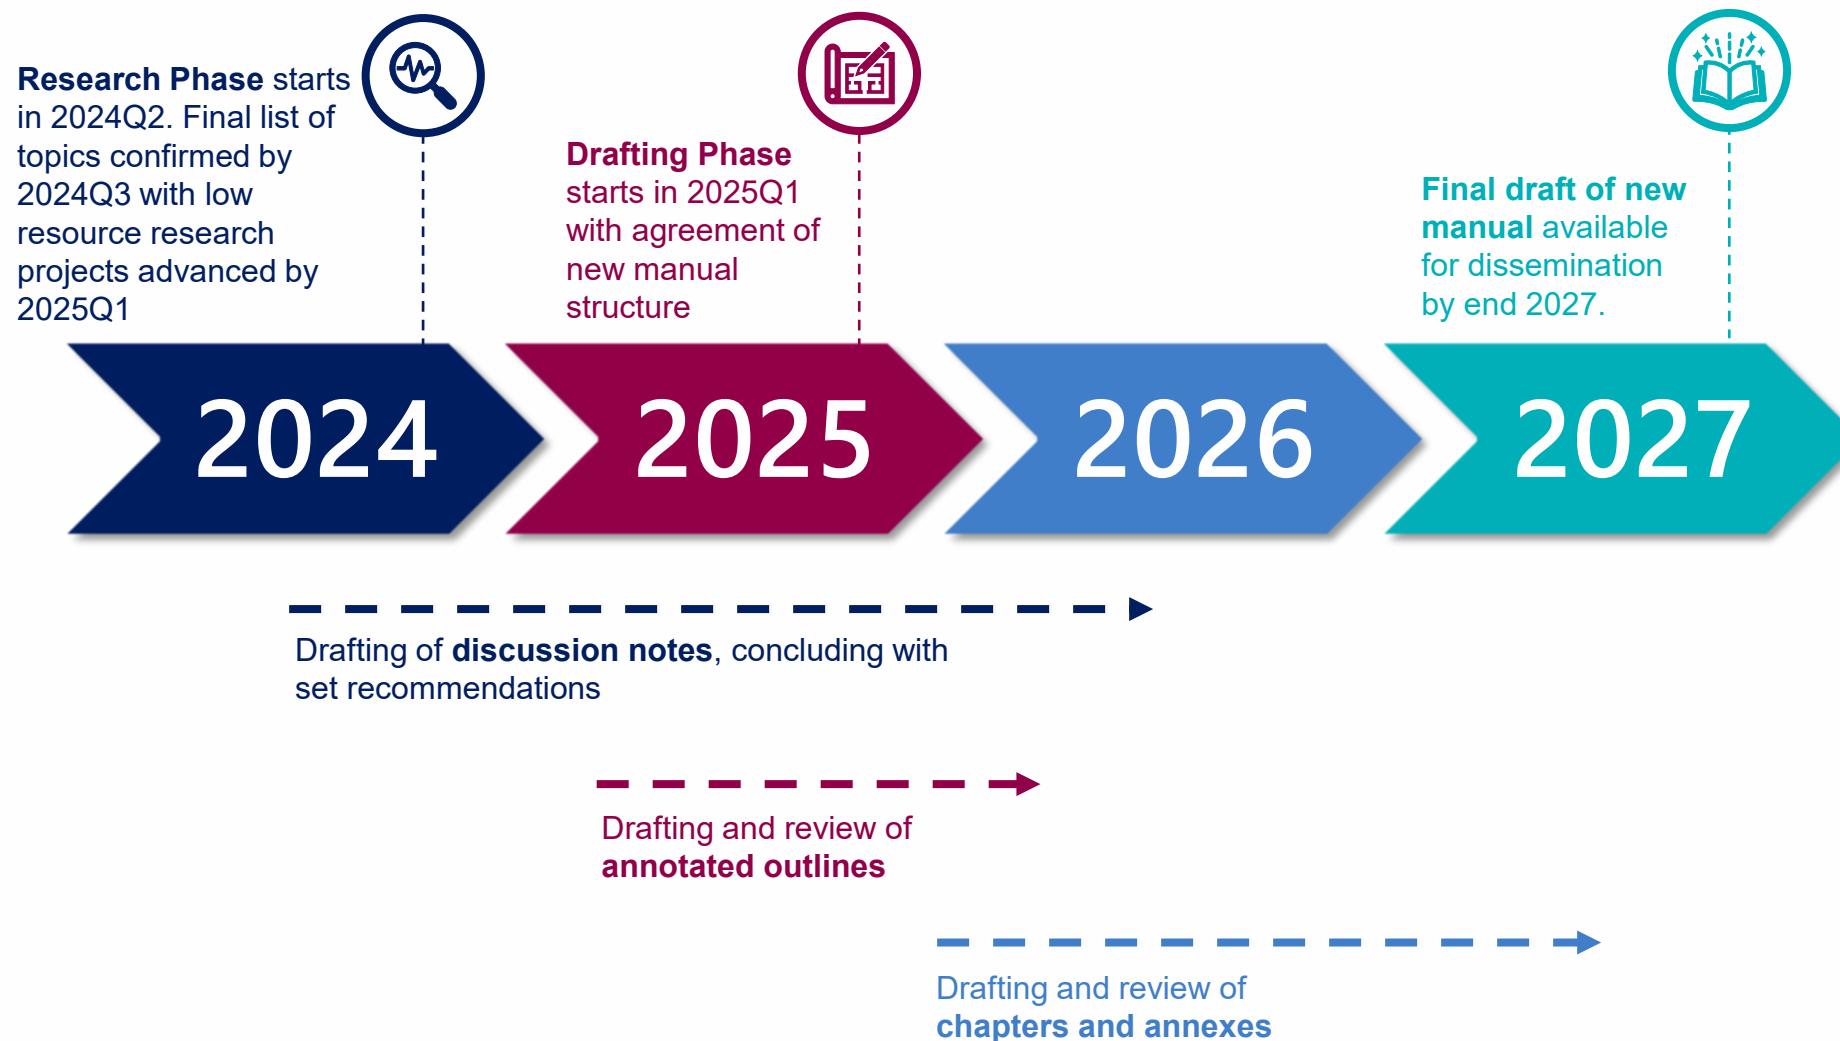 Research Phase starts
in 2024Q2. Final list of
topics confirmed by
2024Q3 with low
resource research
projects advanced by
2025Q1
Drafting Phase
starts in 2025Q1
with agreement of
new manual
structure
Final draft of new
manual available
for dissemination
by end 2027.
2024
2025
2026
2027
Drafting of discussion notes, concluding with
set recommendations
Drafting and review of
annotated outlines
Drafting and review of
chapters and annexes